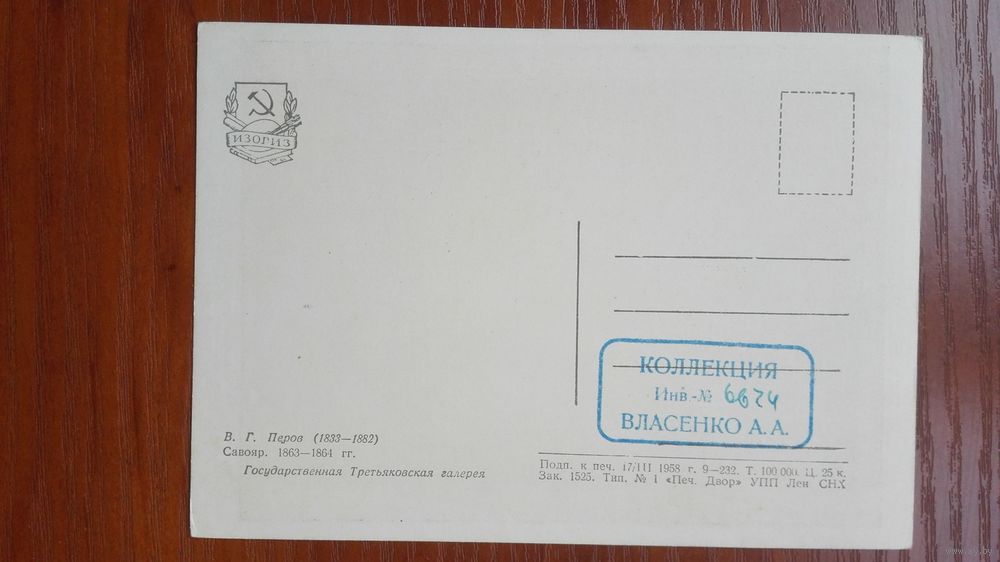 ИЗОГИЗ
КОЛЛЕКЦИЯ
Инв.-№ 6674
ВЛАСЕНКО А. А.
В. Г. Перов (1833—1882)
Савояр. 1863—1864 гг.
Государственная Третьяковская галерея
Подп. к печ. 17/III 1958 г. 9—232. Т. 100 000. Ц. 25 к.
Зак. 1525. Тип. № 1 «Печ. Двор» УПП Лен СНХ